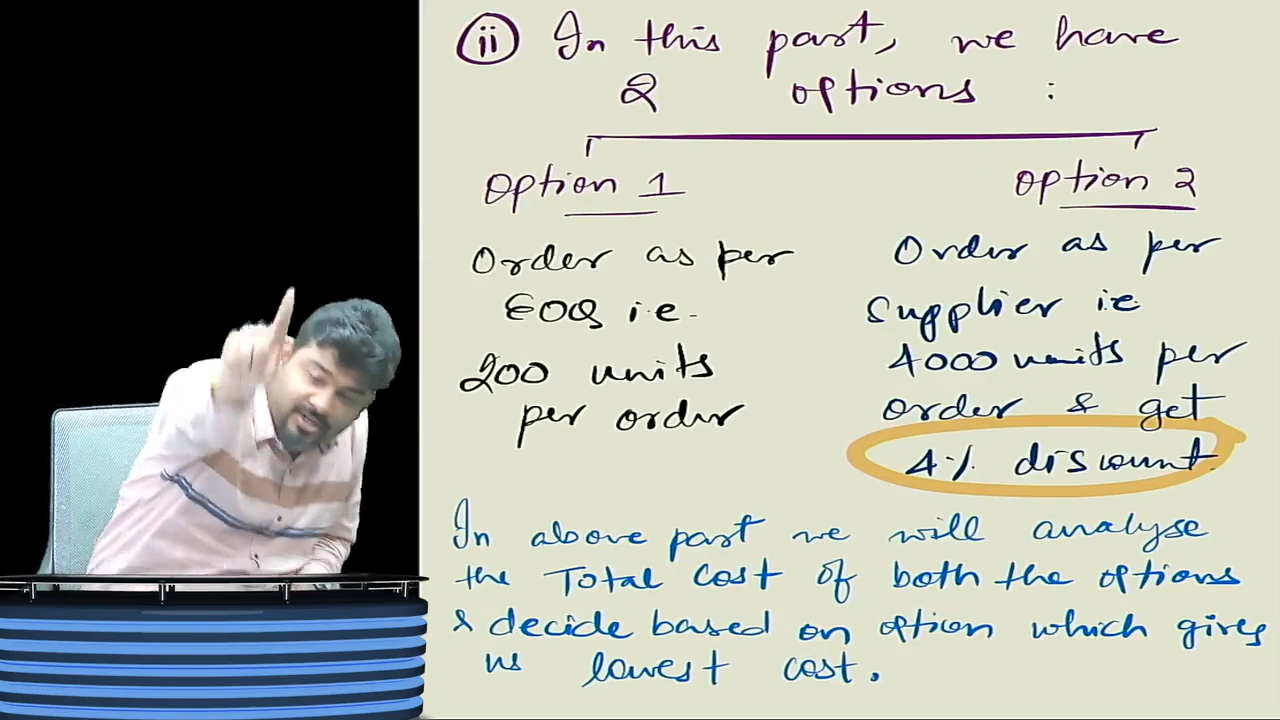 ii In this part, we have
2 options :
Option 1
Order as per
EOQ i.e.
200 units
per order
Option 2
Order as per
Supplier i.e
4000 units per
order & get
4% discount.
In above part we will analyse
the Total Cost of both the options
& decide based on option which gives
us lowest cost.